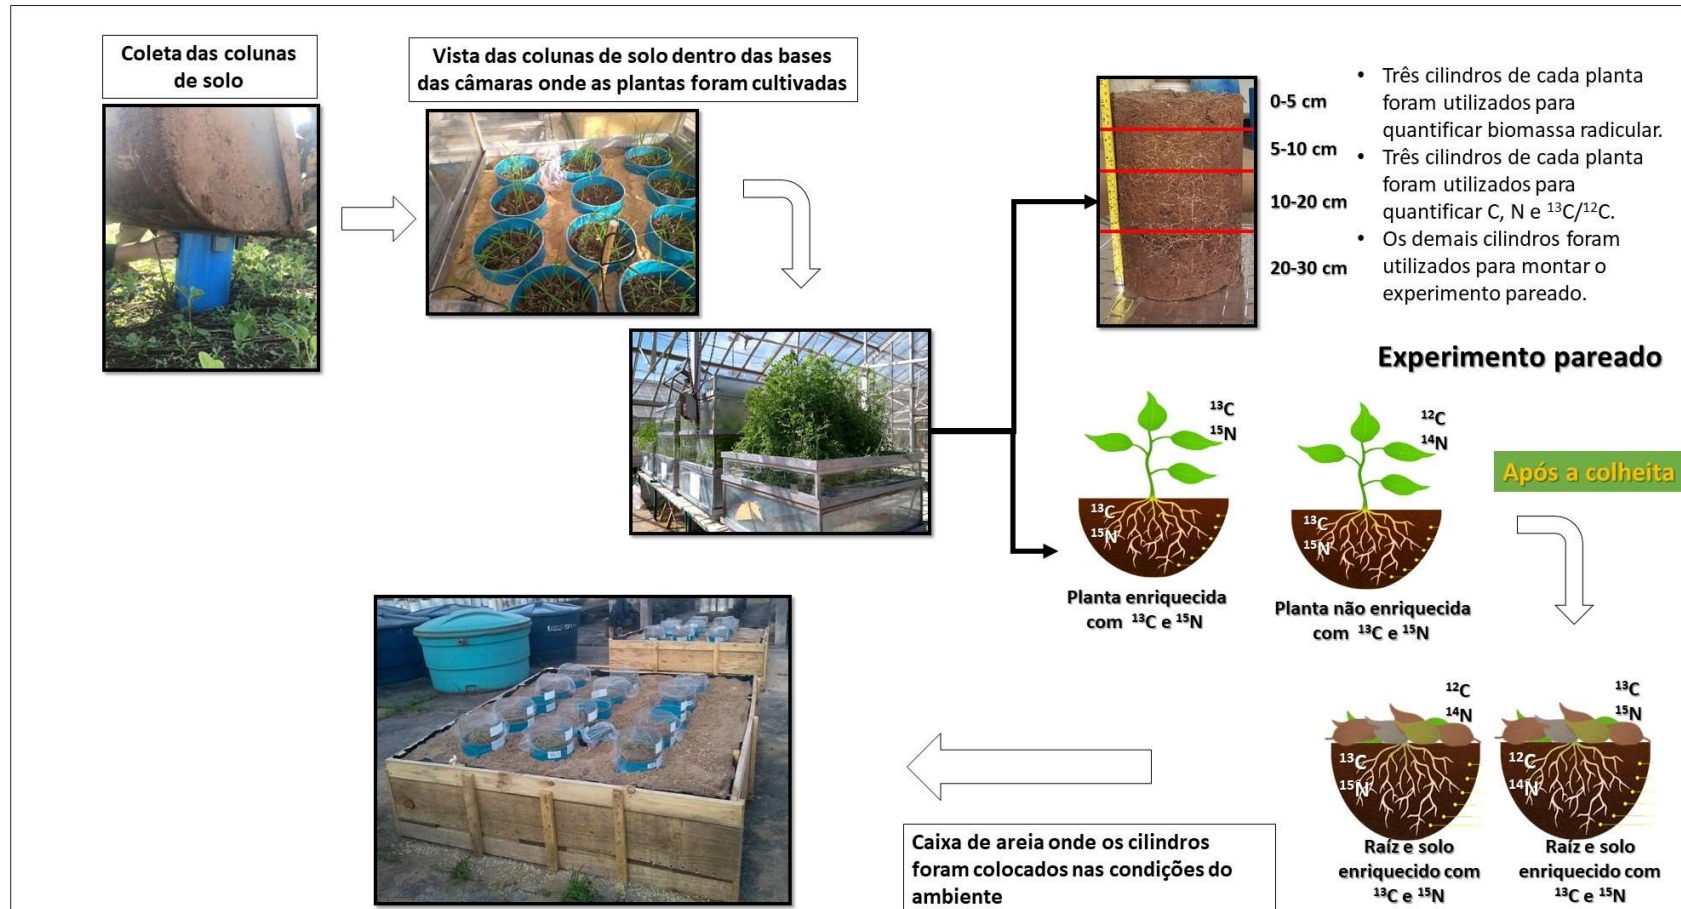 Coleta das colunas
de solo
Vista das colunas de solo dentro das bases
das câmaras onde as plantas foram cultivadas
0-5 cm
5-10 cm
10-20 cm
20-30 cm
• Três cilindros de cada planta
foram utilizados para
quantificar biomassa radicular.
• Três cilindros de cada planta
foram utilizados para
quantificar C, N e ¹³C/¹²C.
• Os demais cilindros foram
utilizados para montar o
experimento pareado.
Experimento pareado
¹³C
¹⁵N
¹³C
¹⁵N
Planta enriquecida
com ¹³C e ¹⁵N
¹²C
¹⁴N
¹³C
¹⁵N
Planta não enriquecida
com ¹³C e ¹⁵N
Após a colheita
¹²C
¹⁴N
¹³C
¹⁵N
Raíz e solo
enriquecido com
¹³C e ¹⁵N
¹³C
¹⁵N
¹²C
¹⁴N
Raíz e solo
enriquecido com
¹³C e ¹⁵N
Caixa de areia onde os cilindros
foram colocados nas condições do
ambiente